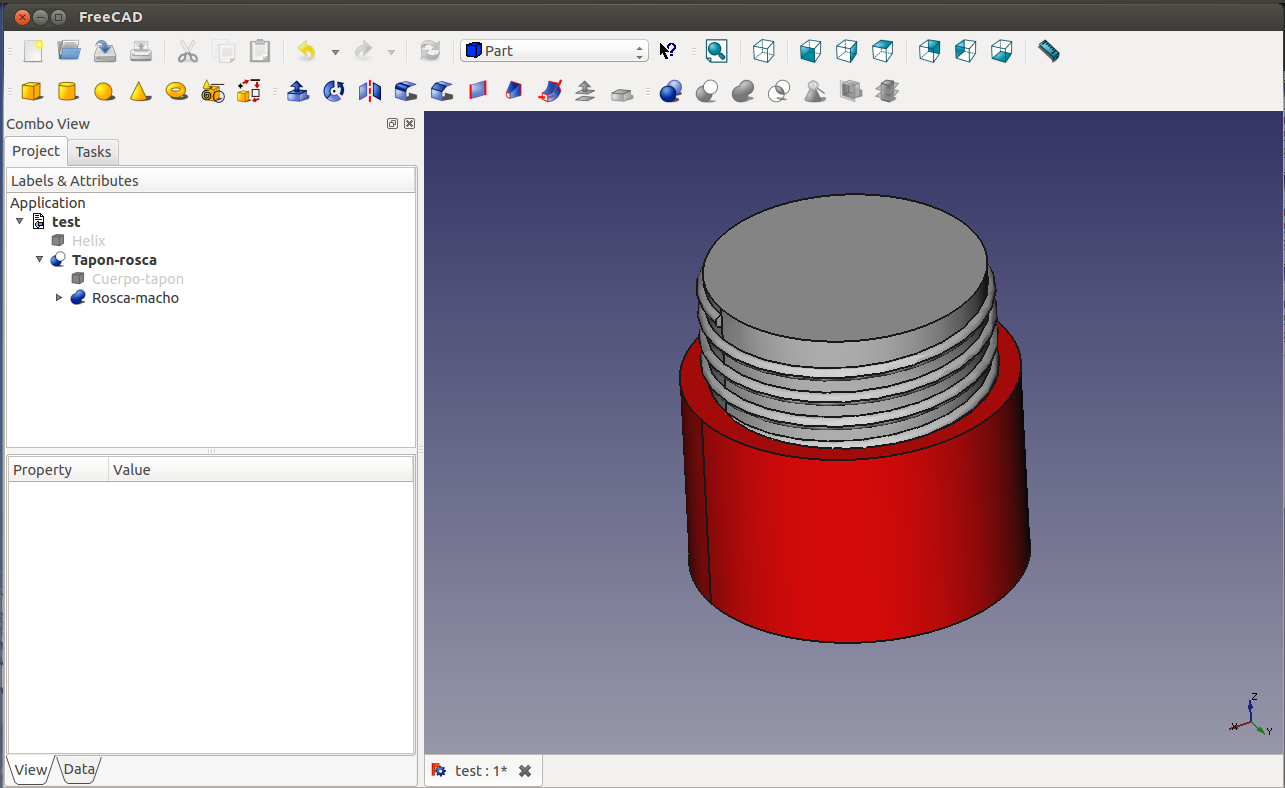 FreeCAD
Part
Combo View
Project Tasks
Labels & Attributes
Application
test
Helix
Tapon-rosca
Cuerpo-tapon
Rosca-macho
Property Value
View Data
test : 1*
Z
X
Y